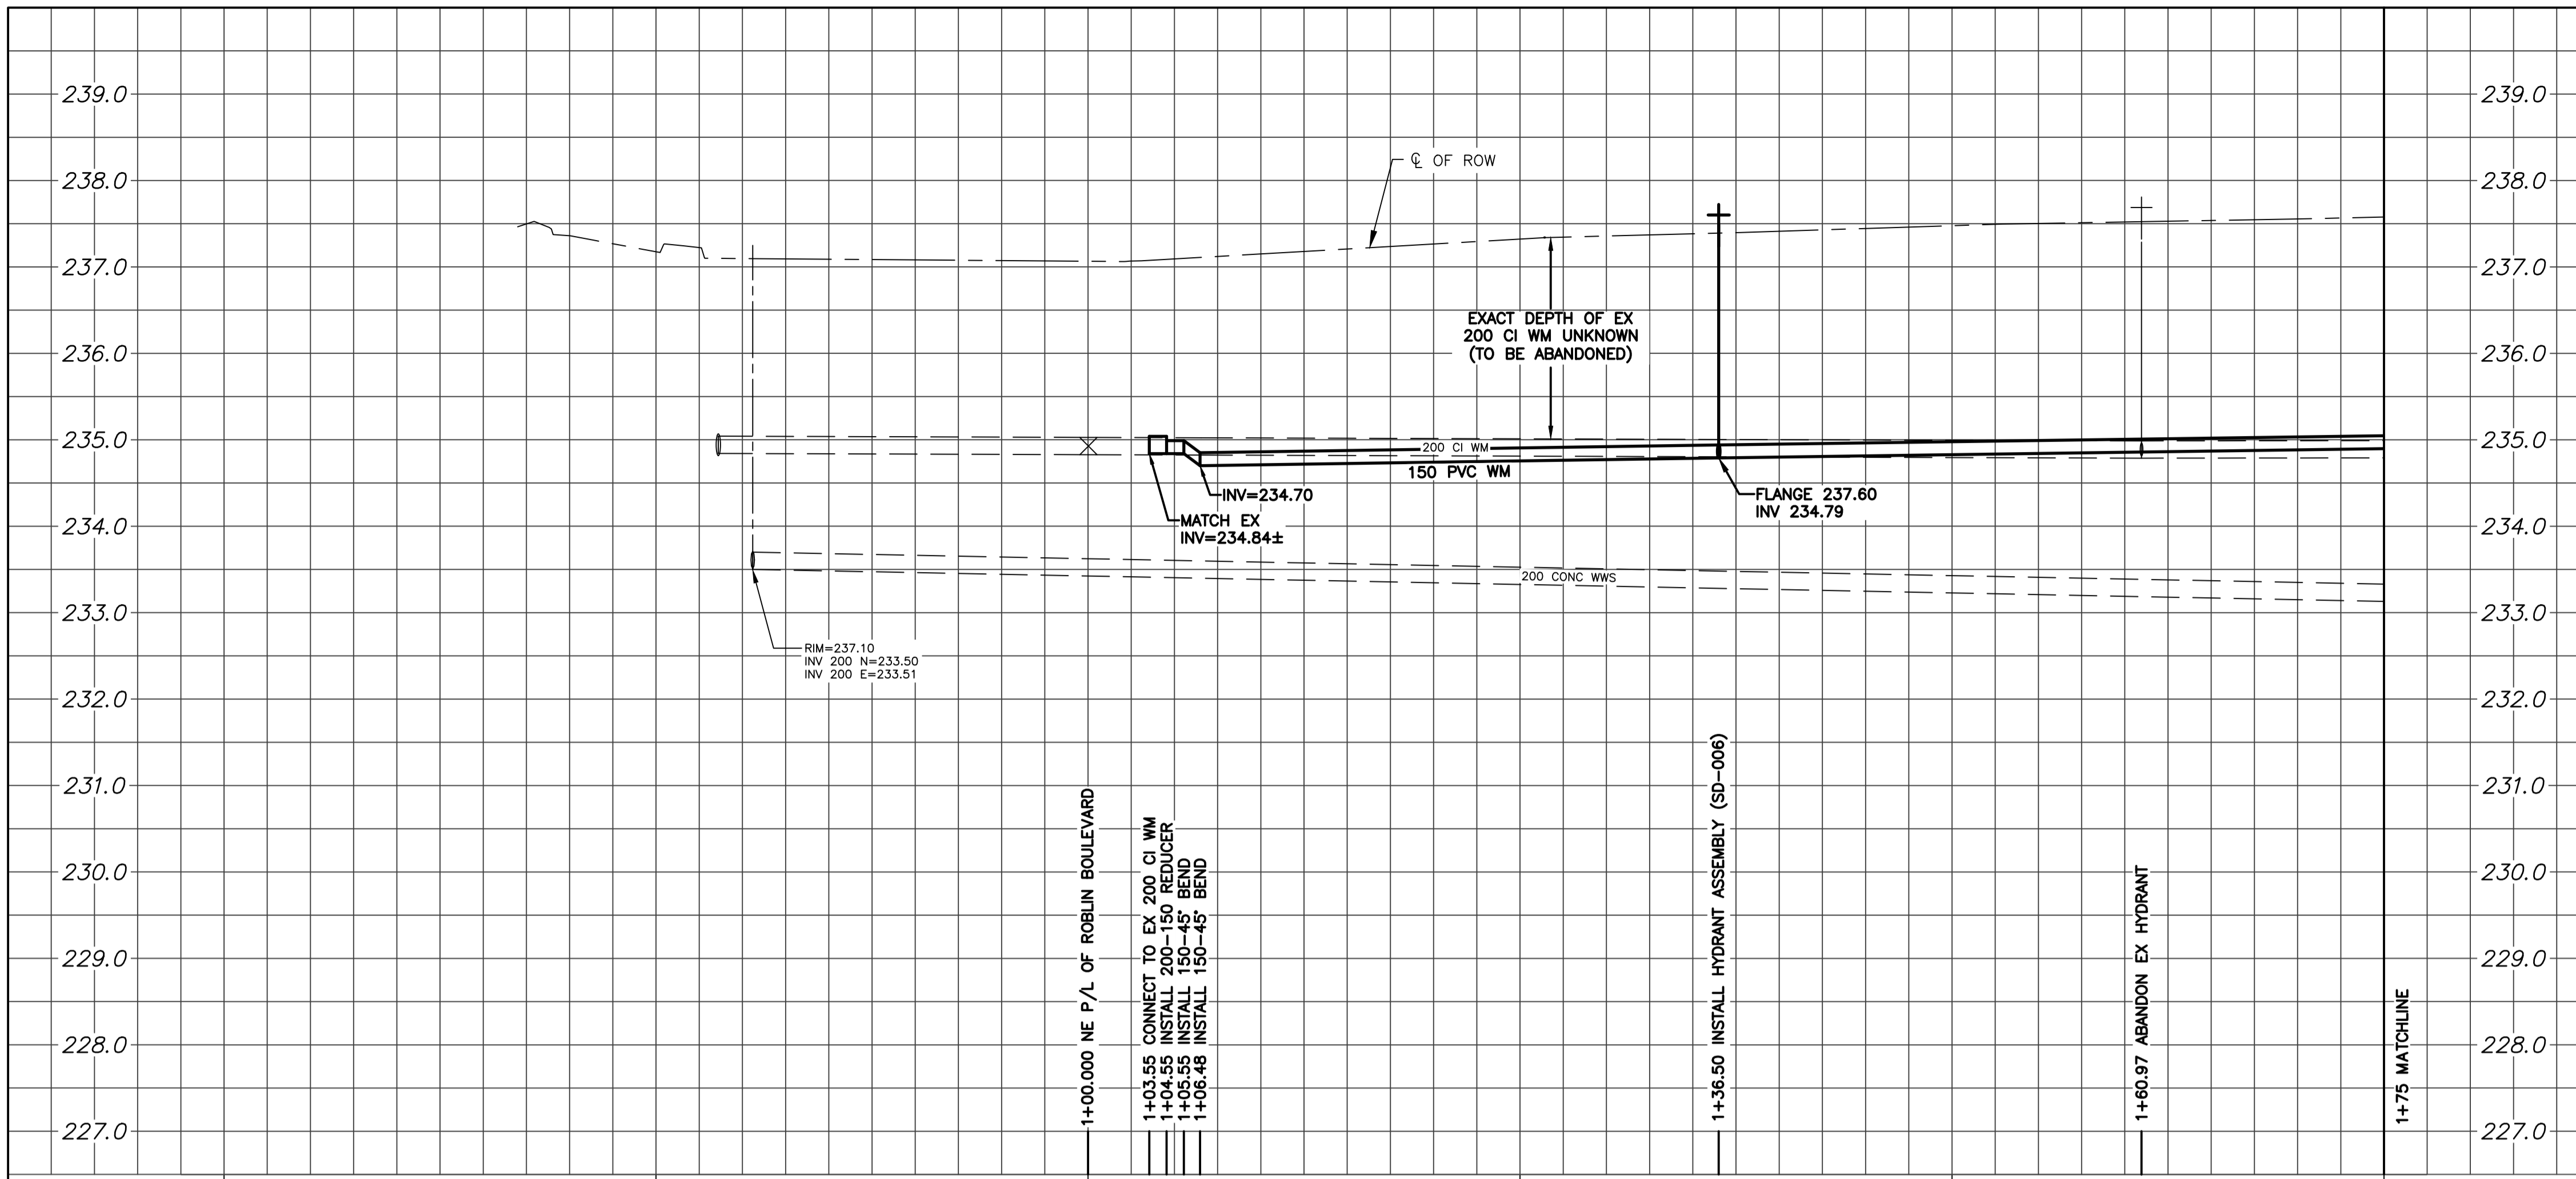 239.0
239.0
℄ OF ROW
238.0
238.0
237.0
237.0
EXACT DEPTH OF EX
200 CI WM UNKNOWN
(TO BE ABANDONED)
236.0
236.0
235.0
235.0
200 CI WM
150 PVC WM
INV=234.70
FLANGE 237.60
INV 234.79
MATCH EX
INV=234.84±
234.0
234.0
200 CONC WWS
233.0
233.0
RIM=237.10
INV 200 N=233.50
INV 200 E=233.51
232.0
232.0
231.0
231.0
230.0
230.0
229.0
229.0
228.0
228.0
227.0
227.0
1+00.000 NE P/L OF ROBLIN BOULEVARD
1+03.55 CONNECT TO EX 200 CI WM
1+04.55 INSTALL 200-150 REDUCER
1+05.55 INSTALL 150-45° BEND
1+06.48 INSTALL 150-45° BEND
1+36.50 INSTALL HYDRANT ASSEMBLY (SD-006)
1+60.97 ABANDON EX HYDRANT
1+75 MATCHLINE